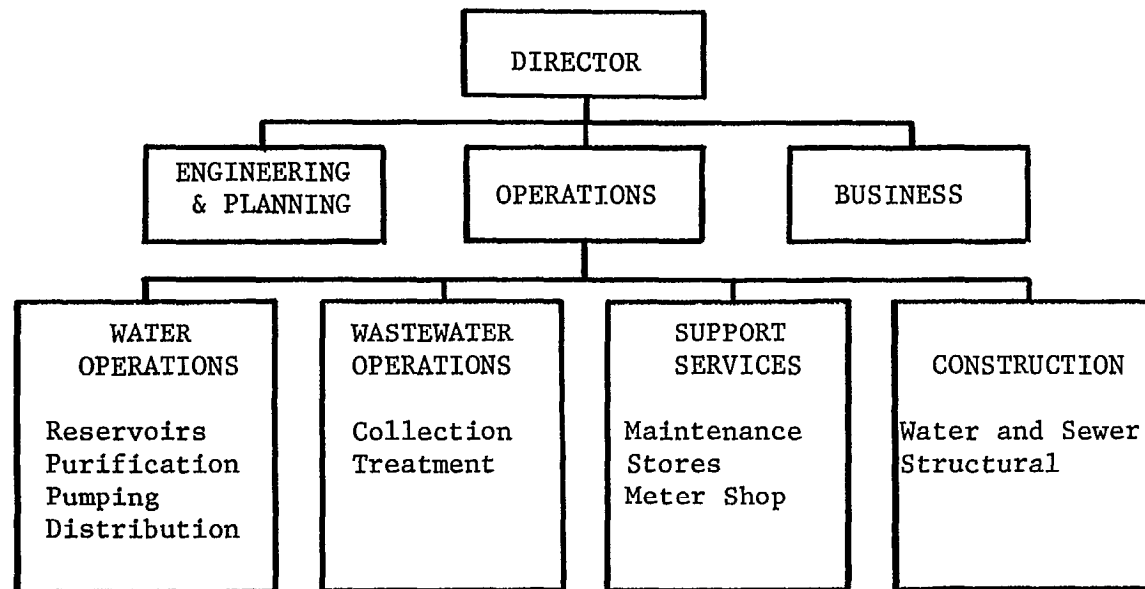 DIRECTOR
ENGINEERING
& PLANNING
OPERATIONS
BUSINESS
WATER
OPERATIONS
Reservoirs
Purification
Pumping
Distribution
WASTEWATER
OPERATIONS
Collection
Treatment
SUPPORT
SERVICES
Maintenance
Stores
Meter Shop
CONSTRUCTION
Water and Sewer
Structural